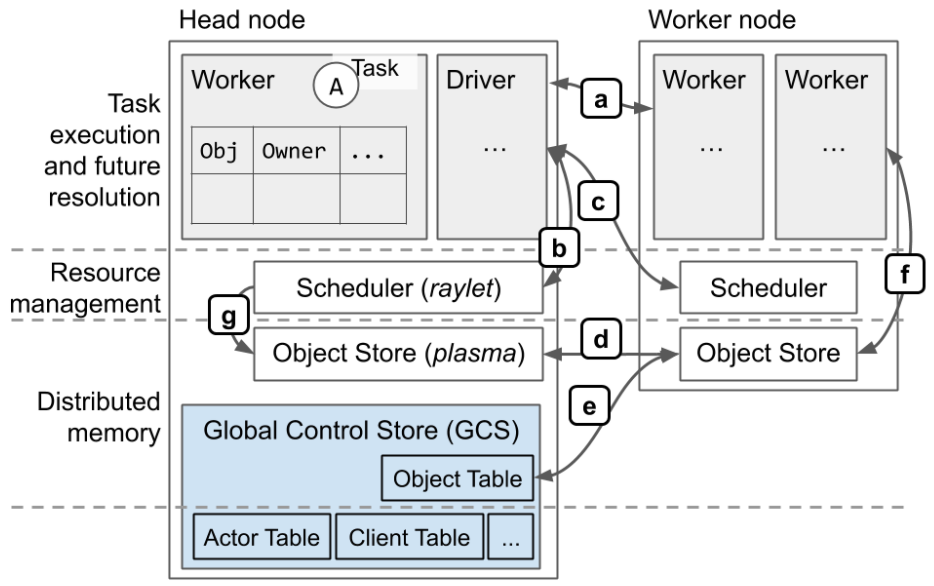 Head node
Worker node
Task
execution
and future
resolution
Worker
A
Task
Obj
Owner
...
Driver
...
a
Worker
...
Worker
...
b
c
f
Resource
management
Scheduler (raylet)
Scheduler
g
Object Store (plasma)
d
Object Store
Distributed
memory
e
Global Control Store (GCS)
Object Table
Actor Table
Client Table
...